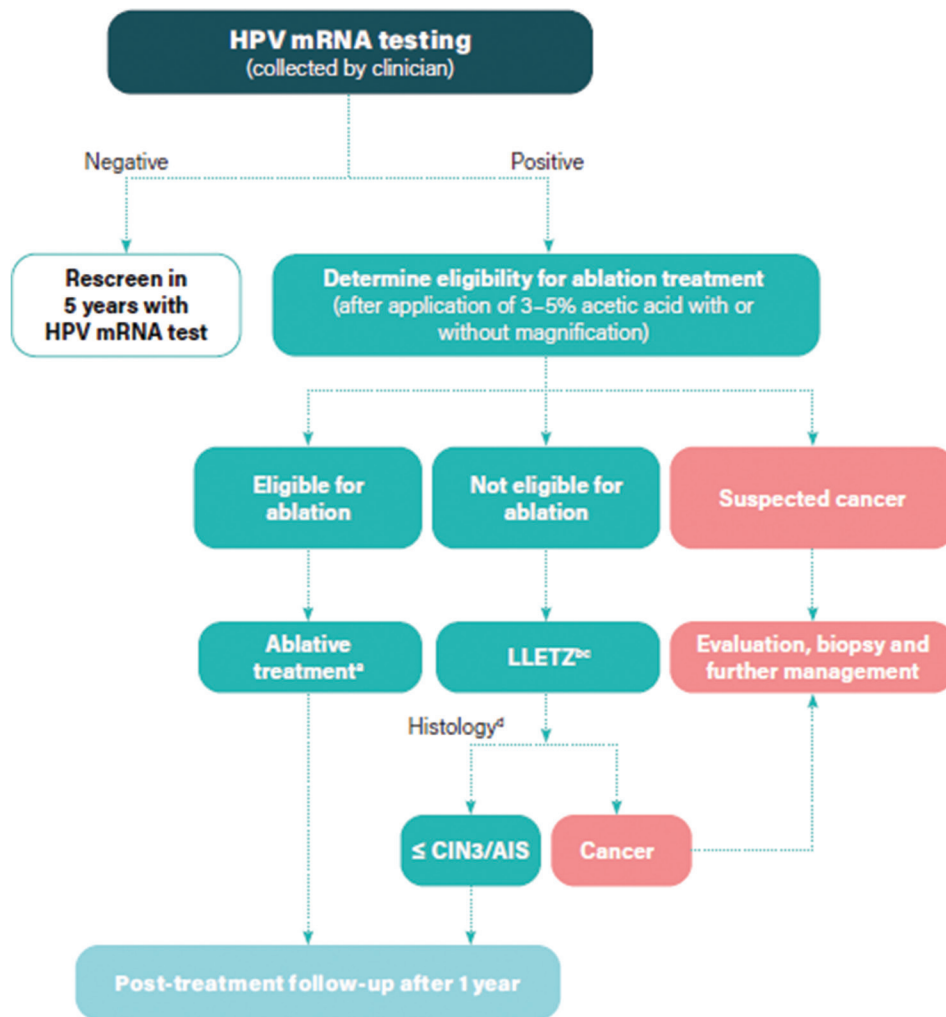 HPV mRNA testing
(collected by clinician)
Negative
Positive
Rescreen in
5 years with
HPV mRNA test
Determine eligibility for ablation treatment
(after application of 3–5% acetic acid with or
without magnification)
Eligible for
ablation
Not eligible for
ablation
Suspected cancer
Ablative
treatmentᵃ
LLETZᵇᶜ
Evaluation, biopsy and
further management
Histologyᵈ
≤ CIN3/AIS
Cancer
Post-treatment follow-up after 1 year